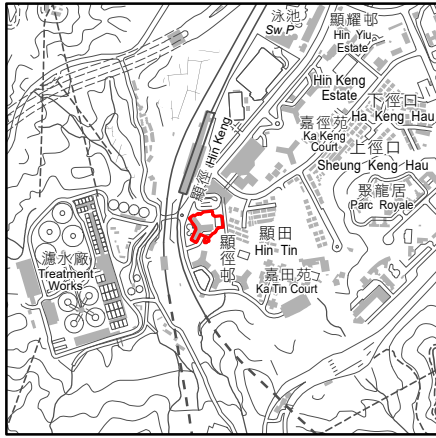 泳池
Sw P
顯耀邨
Hin Yiu
Estate
Hin Keng
Estate
下徑口
Ha Keng Hau
嘉徑苑
Ka Keng
Court
上徑口
Sheung Keng Hau
聚龍居
Parc Royale
顯徑 Hin Keng
顯田
Hin Tin
顯徑邨
嘉田苑
Ka Tin Court
濾水廠
Treatment
Works